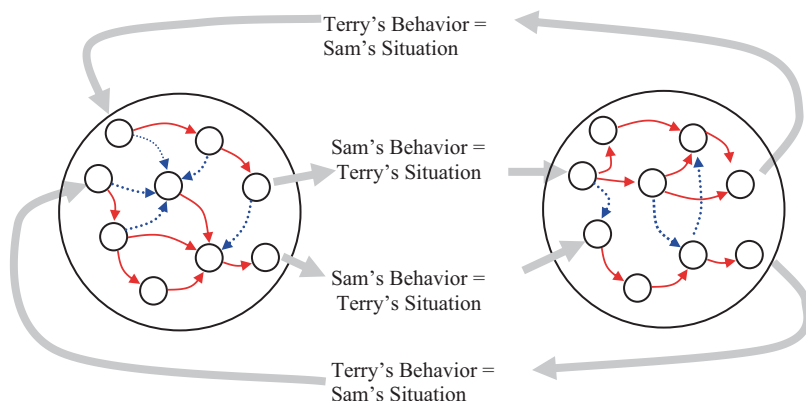 Terry’s Behavior =
Sam’s Situation
Sam’s Behavior =
Terry’s Situation
Sam’s Behavior =
Terry’s Situation
Terry’s Behavior =
Sam’s Situation